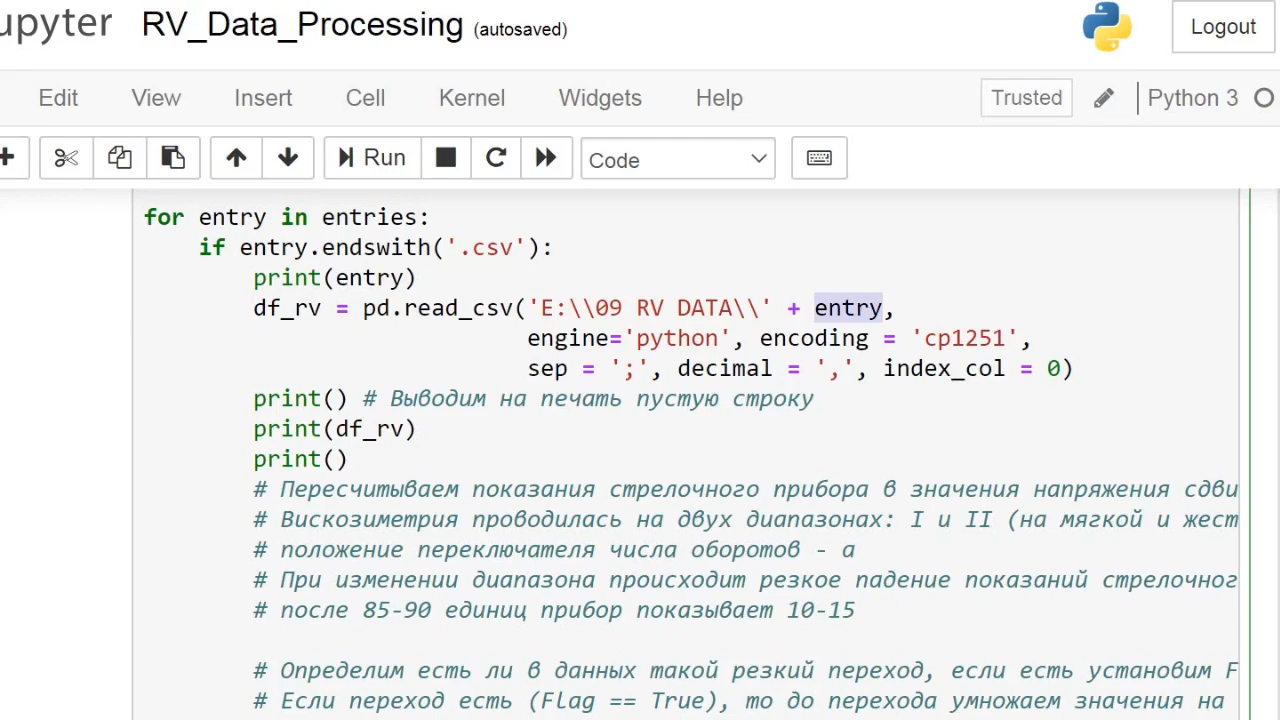 upyter RV_Data_Processing (autosaved) Logout
Edit View Insert Cell Kernel Widgets Help Trusted Python 3
Run Code
for entry in entries:
if entry.endswith('.csv'):
print(entry)
df_rv = pd.read_csv('E:\\09 RV DATA\\' + entry,
engine='python', encoding = 'cp1251',
sep = ';', decimal = ',', index_col = 0)
print() # Выводим на печать пустую строку
print(df_rv)
print()
# Пересчитываем показания стрелочного прибора в значения напряжения сдви
# Вискозиметрия проводилась на двух диапазонах: I и II (на мягкой и жест
# положение переключателя числа оборотов - а
# При изменении диапазона происходит резкое падение показаний стрелочног
# после 85-90 единиц прибор показывает 10-15
# Определим есть ли в данных такой резкий переход, если есть установим F
# Если переход есть (Flag == True), то до перехода умножаем значения на